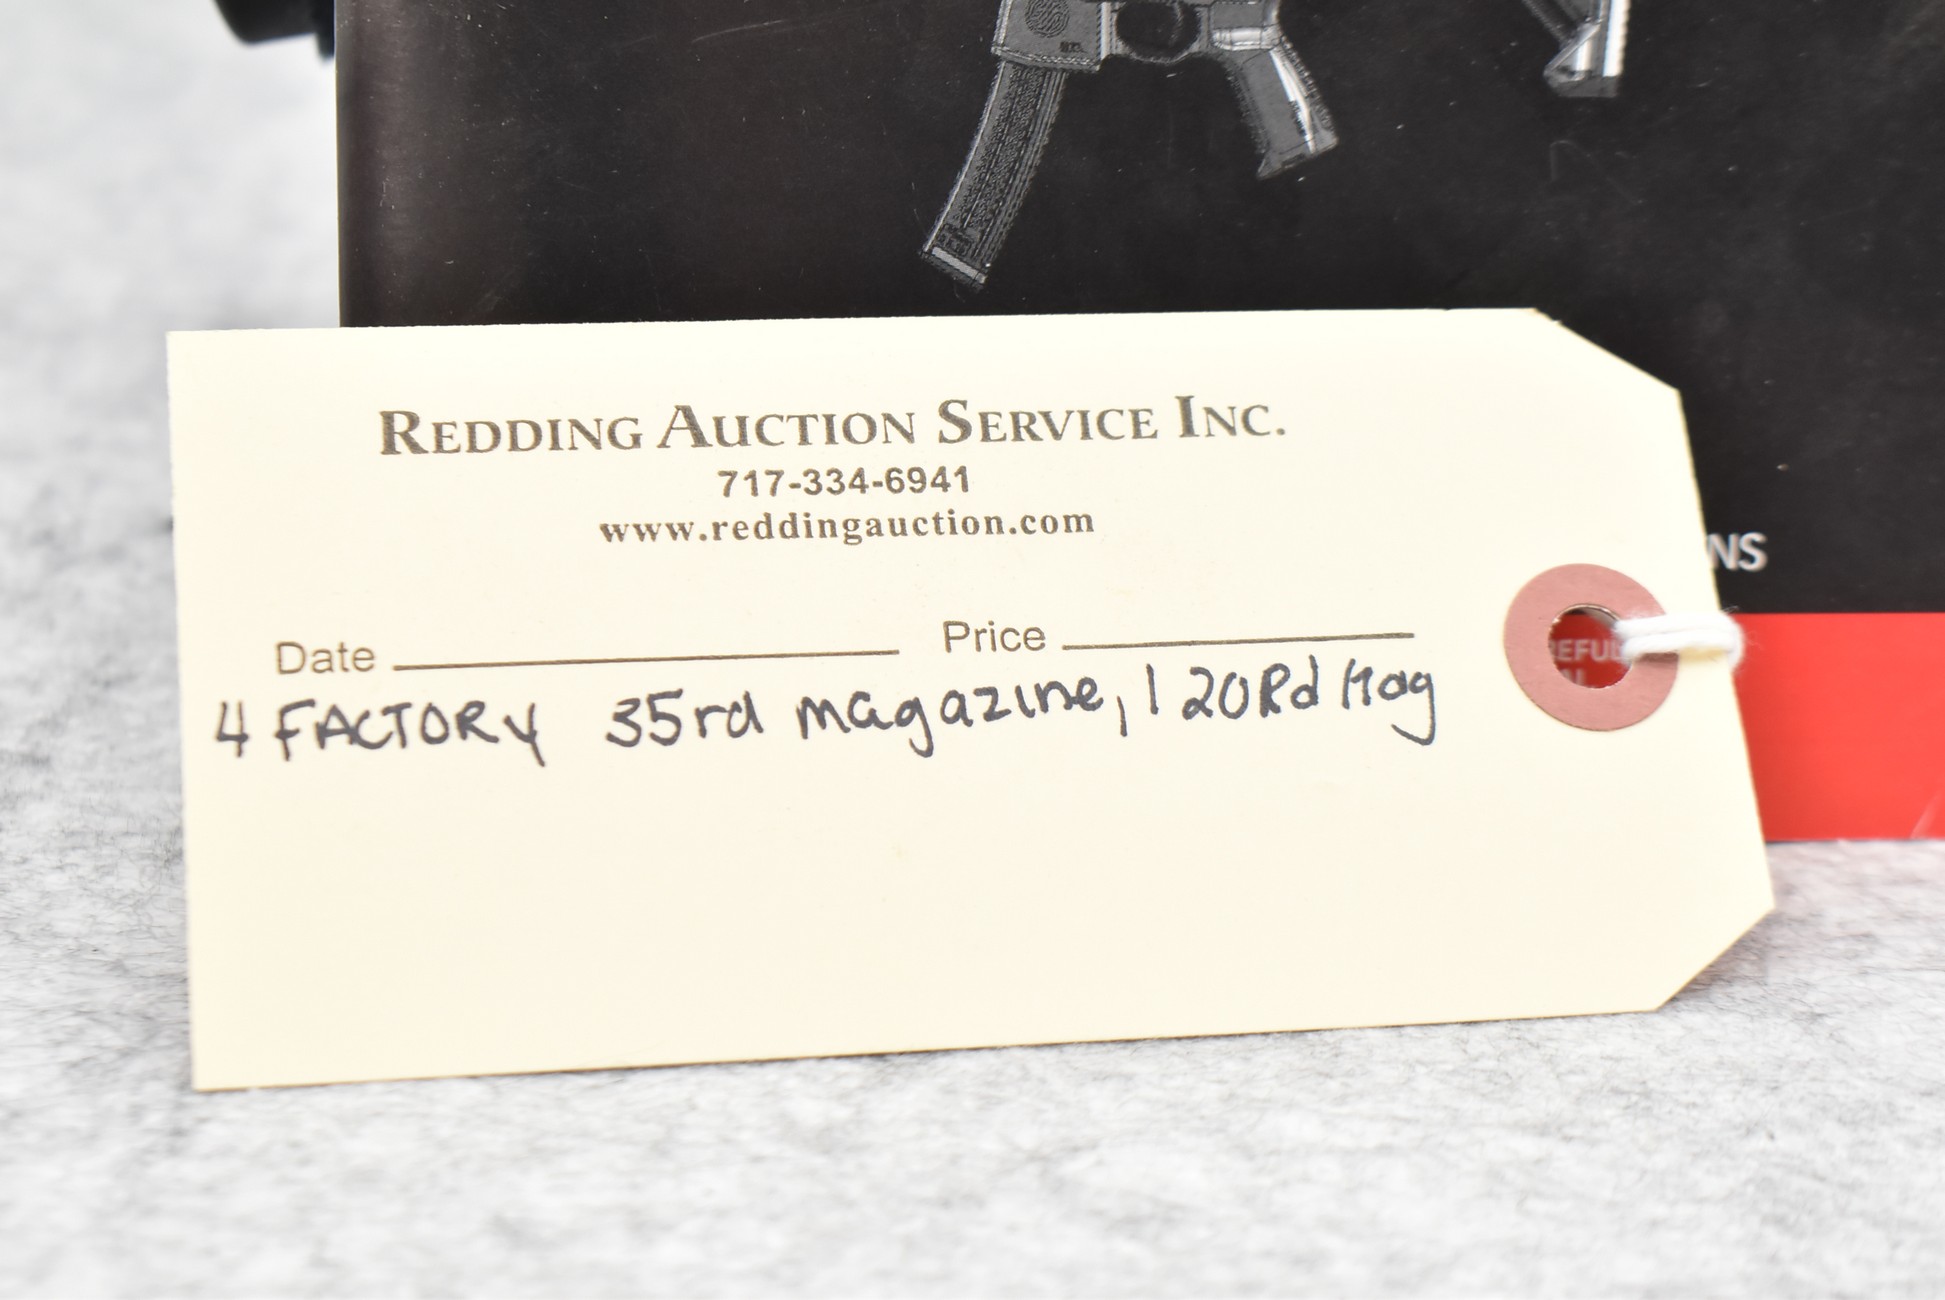 NS
REDDING AUCTION SERVICE INC.
717-334-6941
www.reddingauction.com
Date Price
4 FACTORY 35rd magazine, 1 20Rd Mag